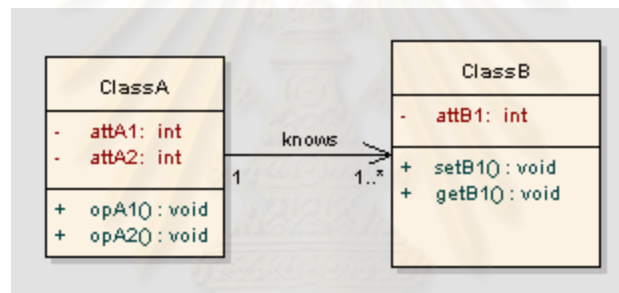 ClassA
- attA1: int
- attA2: int
+ opA1() : void
+ opA2() : void
knows
1
1..*
ClassB
- attB1: int
+ setB1() : void
+ getB1() : void